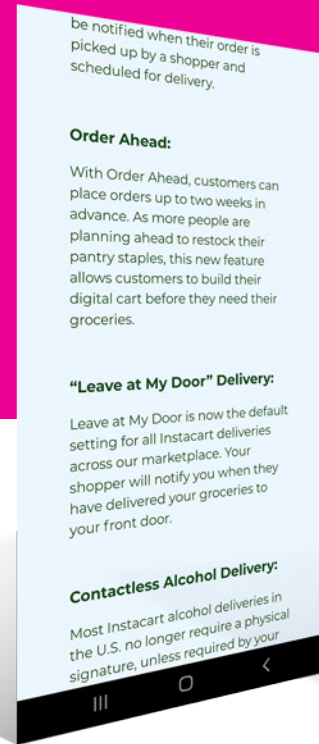 be notified when their order is
picked up by a shopper and
scheduled for delivery.
Order Ahead:
With Order Ahead, customers can
place orders up to two weeks in
advance. As more people are
planning ahead to restock their
pantry staples, this new feature
allows customers to build their
digital cart before they need their
groceries.
“Leave at My Door” Delivery:
Leave at My Door is now the default
setting for all Instacart deliveries
across our marketplace. Your
shopper will notify you when they
have delivered your groceries to
your front door.
Contactless Alcohol Delivery:
Most Instacart alcohol deliveries in
the U.S. no longer require a physical
signature, unless required by your